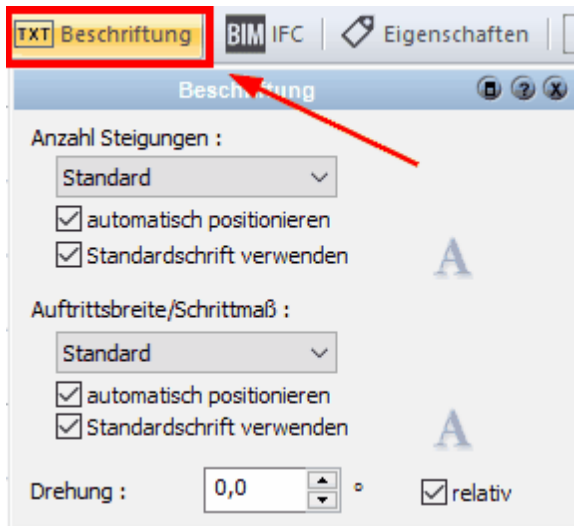 TXT Beschriftung BIM IFC Eigenschaften
Beschriftung
Anzahl Steigungen :
Standard
automatisch positionieren
Standardschrift verwenden
A
Auftrittsbreite/Schrittmaß :
Standard
automatisch positionieren
Standardschrift verwenden
A
Drehung : 0,0 ° relativ